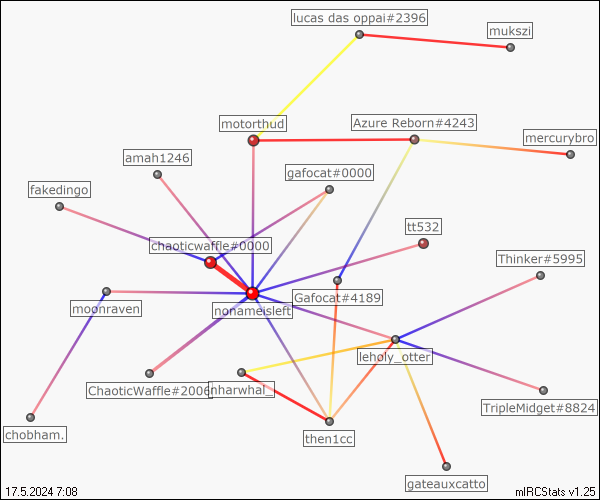 lucas das oppai#2396
mukszi
motorthud
Azure Reborn#4243
mercurybro
amah1246
gafocat#0000
fakedingo
tt532
chaoticwaffle#0000
Thinker#5995
Gafocat#4189
moonraven
nonameisleft
leholy_otter
ChaoticWaffle#2006
nharwhal_
TripleMidget#8824
chobham.
then1cc
gateauxcatto
17.5.2024 7:08
mIRCStats v1.25